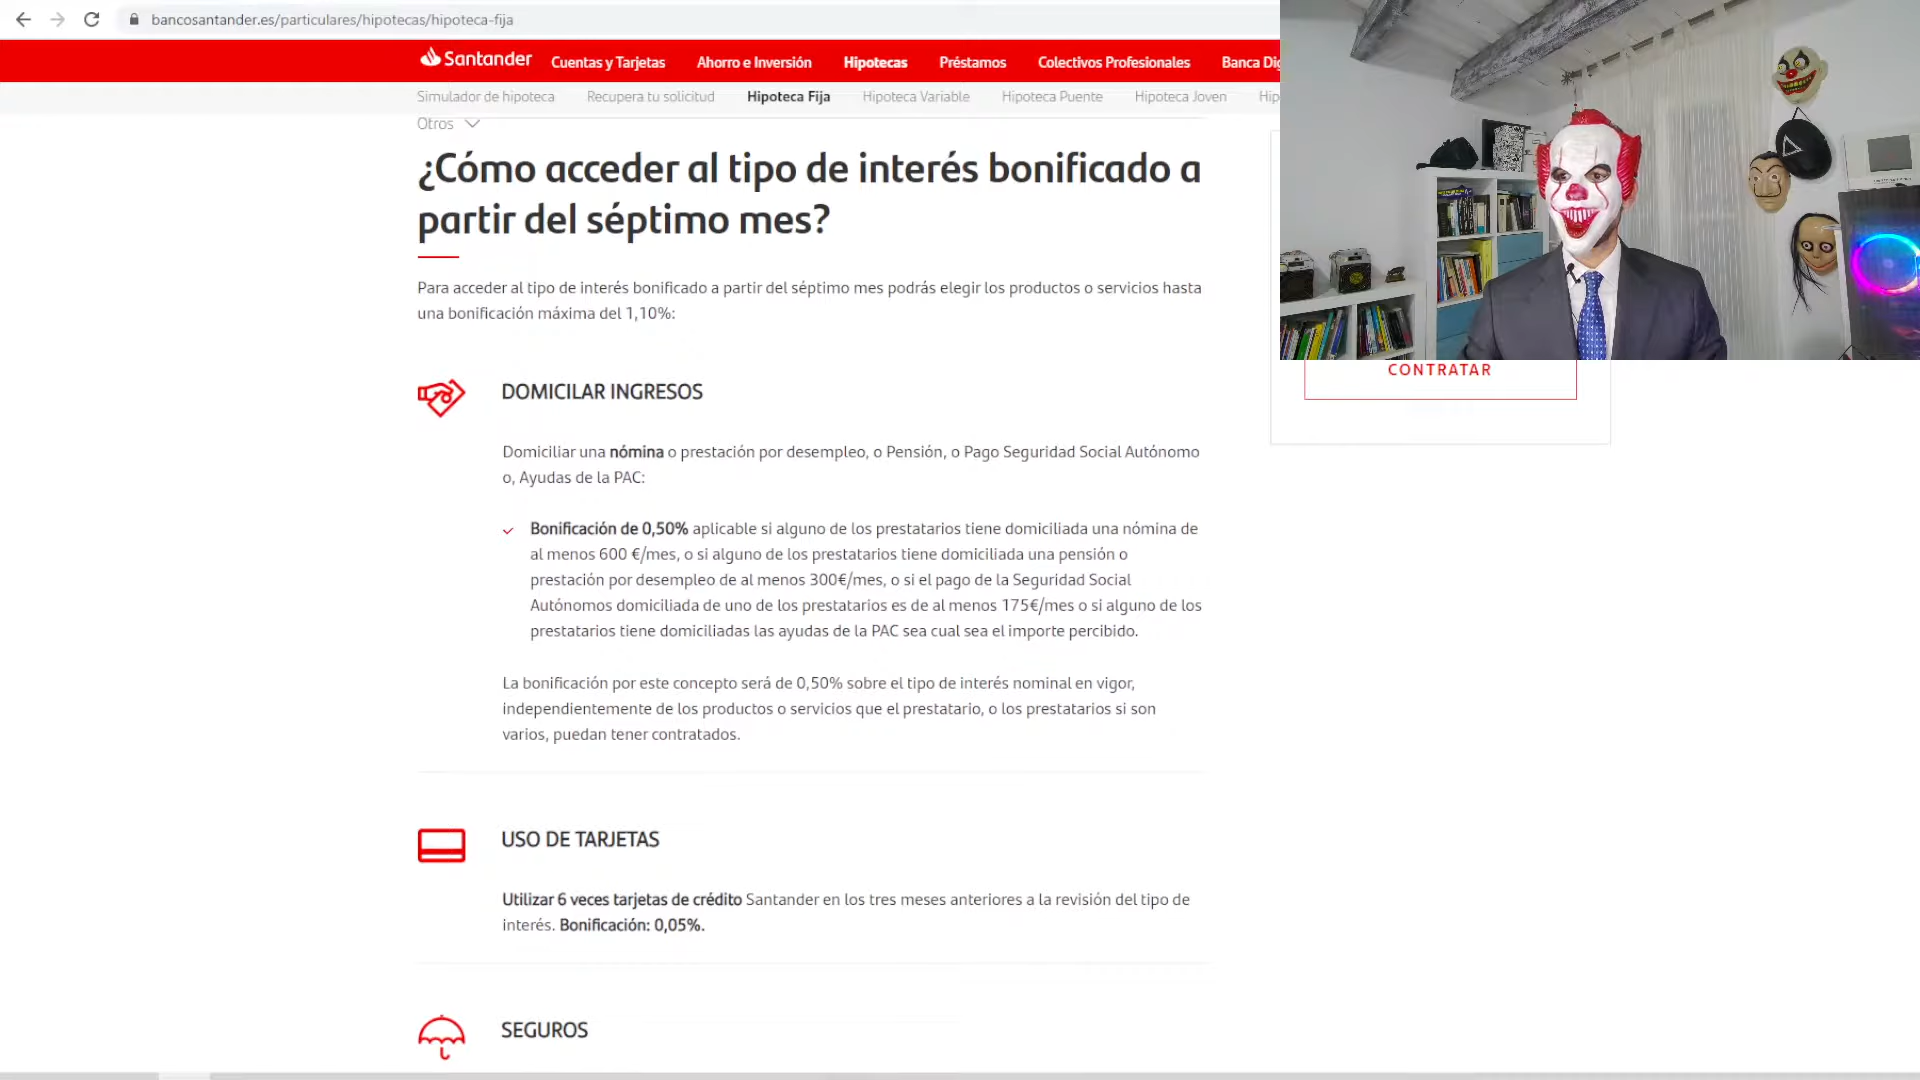 bancosantander.es/particulares/hipotecas/hipoteca-fija
Santander
Cuentas y Tarjetas
Ahorro e Inversión
Hipotecas
Préstamos
Colectivos Profesionales
Banca Dig
Simulador de hipoteca
Recupera tu solicitud
Hipoteca Fija
Hipoteca Variable
Hipoteca Puente
Hipoteca Joven
Hip
Otros
¿Cómo acceder al tipo de interés bonificado a
partir del séptimo mes?
Para acceder al tipo de interés bonificado a partir del séptimo mes podrás elegir los productos o servicios hasta
una bonificación máxima del 1,10%:
DOMICILAR INGRESOS
Domiciliar una nómina o prestación por desempleo, o Pensión, o Pago Seguridad Social Autónomo
o, Ayudas de la PAC:
Bonificación de 0,50% aplicable si alguno de los prestatarios tiene domiciliada una nómina de
al menos 600 €/mes, o si alguno de los prestatarios tiene domiciliada una pensión o
prestación por desempleo de al menos 300€/mes, o si el pago de la Seguridad Social
Autónomos domiciliada de uno de los prestatarios es de al menos 175€/mes o si alguno de los
prestatarios tiene domiciliadas las ayudas de la PAC sea cual sea el importe percibido.
La bonificación por este concepto será de 0,50% sobre el tipo de interés nominal en vigor,
independientemente de los productos o servicios que el prestatario, o los prestatarios si son
varios, puedan tener contratados.
USO DE TARJETAS
Utilizar 6 veces tarjetas de crédito Santander en los tres meses anteriores a la revisión del tipo de
interés. Bonificación: 0,05%.
SEGUROS
CONTRATAR